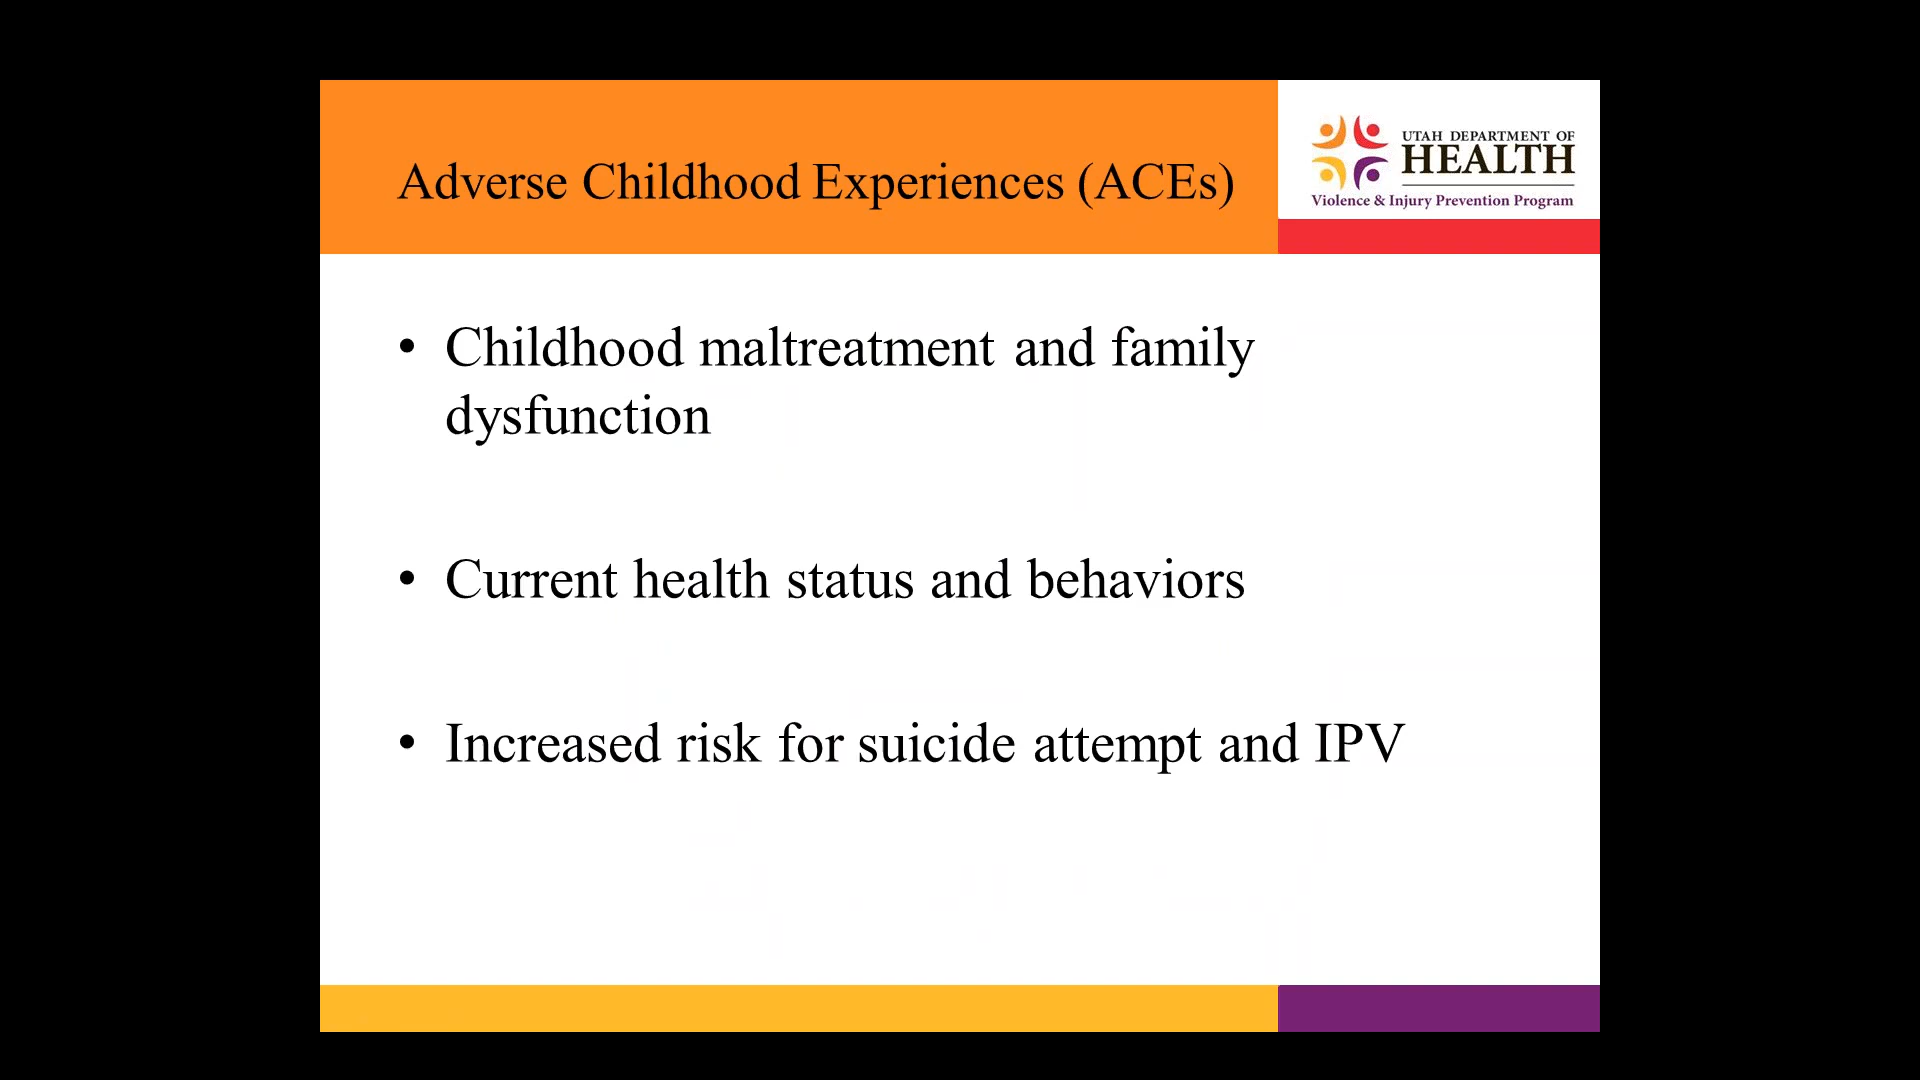 Adverse Childhood Experiences (ACEs)
UTAH DEPARTMENT OF
HEALTH
Violence & Injury Prevention Program
• Childhood maltreatment and family
dysfunction
• Current health status and behaviors
• Increased risk for suicide attempt and IPV